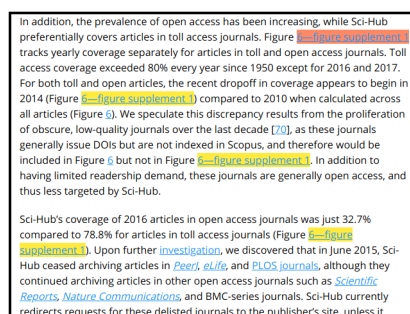 In addition, the prevalence of open access has been increasing, while Sci-Hub
preferentially covers articles in toll access journals. Figure 6—figure supplement 1
tracks yearly coverage separately for articles in toll and open access journals. Toll
access coverage exceeded 80% every year since 1950 except for 2016 and 2017.
For both toll and open articles, the recent dropoff in coverage appears to begin in
2014 (Figure 6—figure supplement 1) compared to 2010 when calculated across
all articles (Figure 6). We speculate this discrepancy results from the proliferation
of obscure, low-quality journals over the last decade [70], as these journals
generally issue DOIs but are not indexed in Scopus, and therefore would be
included in Figure 6 but not in Figure 6—figure supplement 1. In addition to
having limited readership demand, these journals are generally open access, and
thus less targeted by Sci-Hub.
Sci-Hub's coverage of 2016 articles in open access journals was just 32.7%
compared to 78.8% for articles in toll access journals (Figure 6—figure
supplement 1). Upon further investigation, we discovered that in June 2015, Sci-
Hub ceased archiving articles in PeerJ, eLife, and PLOS journals, although they
continued archiving articles in other open access journals such as Scientific
Reports, Nature Communications, and BMC-series journals. Sci-Hub currently
redirects requests for these delisted journals to the publisher's site, unless it